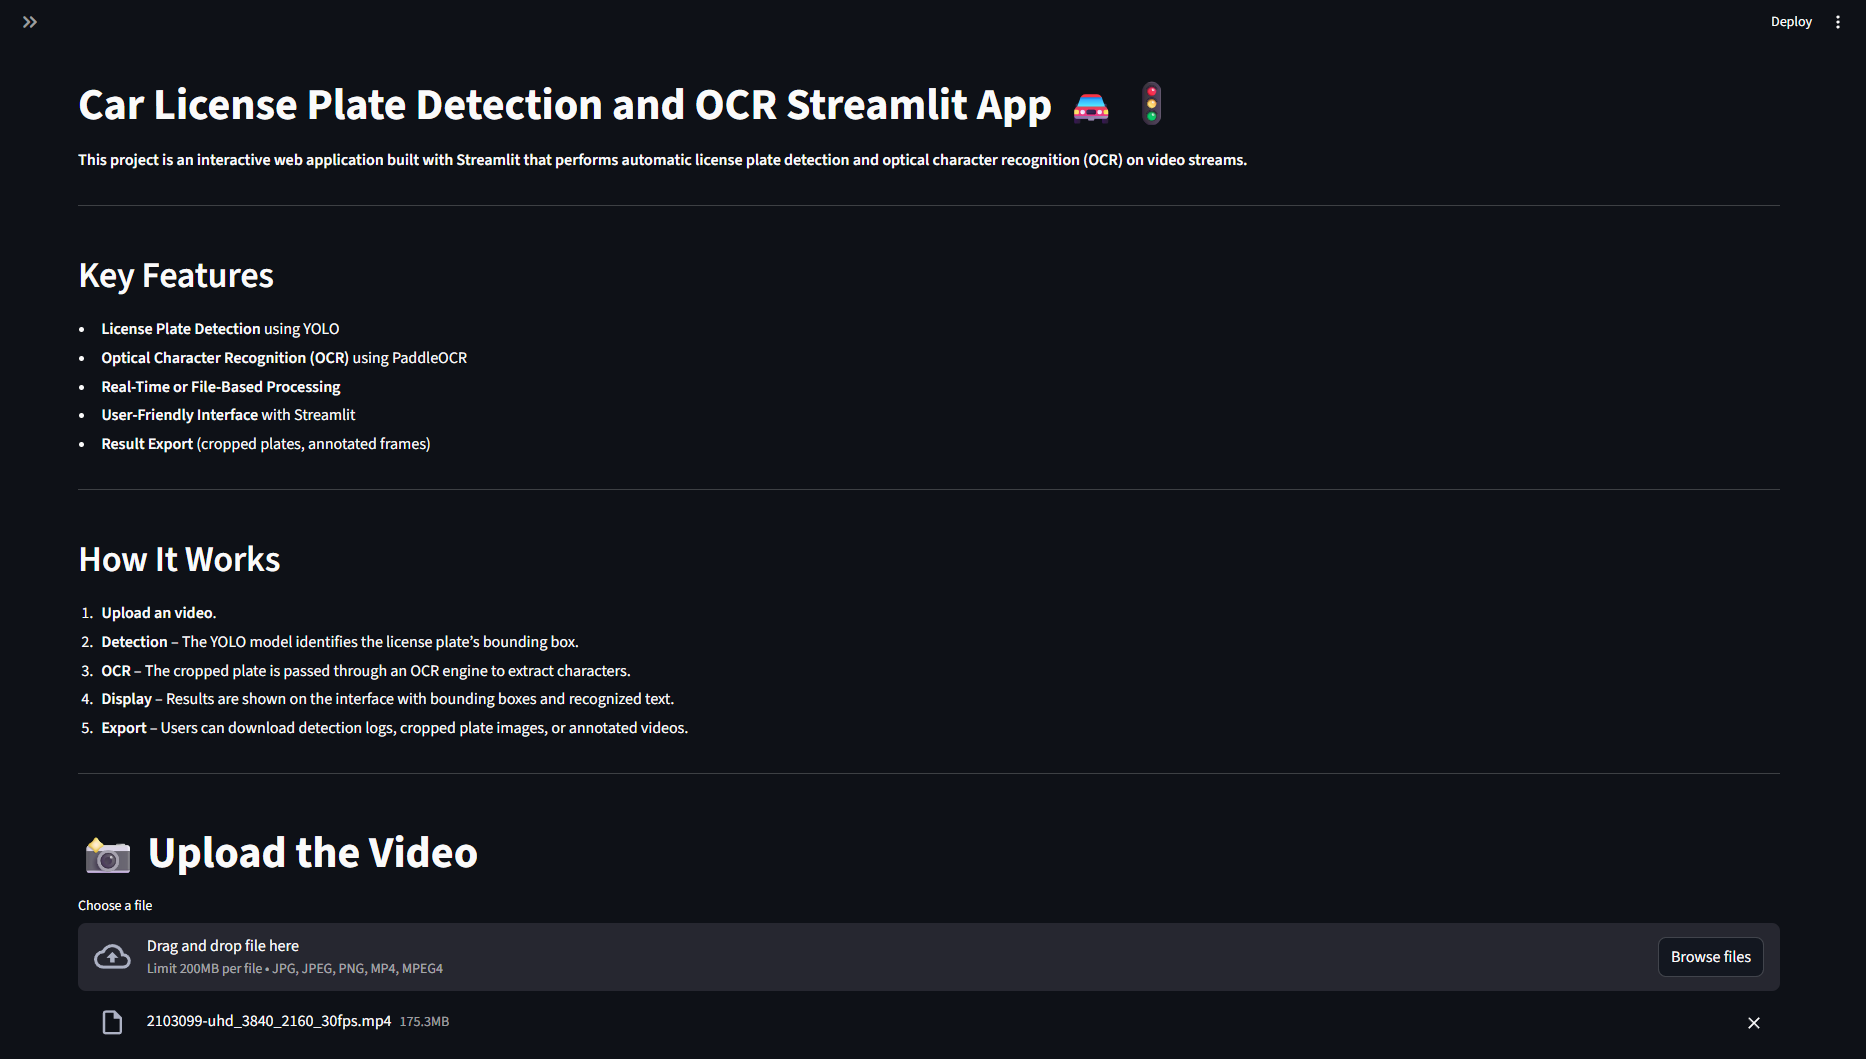 Deploy
Car License Plate Detection and OCR Streamlit App
This project is an interactive web application built with Streamlit that performs automatic license plate detection and optical character recognition (OCR) on video streams.
Key Features
• License Plate Detection using YOLO
• Optical Character Recognition (OCR) using PaddleOCR
• Real-Time or File-Based Processing
• User-Friendly Interface with Streamlit
• Result Export (cropped plates, annotated frames)
How It Works
1. Upload an video.
2. Detection – The YOLO model identifies the license plate’s bounding box.
3. OCR – The cropped plate is passed through an OCR engine to extract characters.
4. Display – Results are shown on the interface with bounding boxes and recognized text.
5. Export – Users can download detection logs, cropped plate images, or annotated videos.
Upload the Video
Choose a file
Drag and drop file here
Limit 200MB per file • JPG, JPEG, PNG, MP4, MPEG4
Browse files
2103099-uhd_3840_2160_30fps.mp4 175.3MB